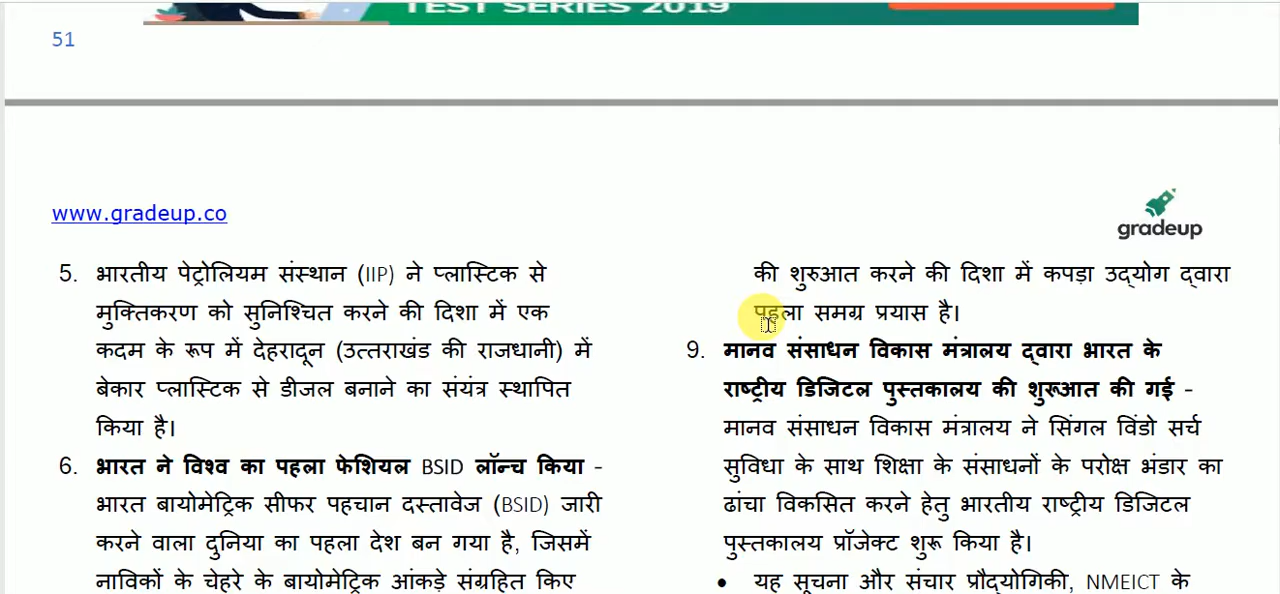 TEST SERIES 2019
51
www.gradeup.co
gradeup
5. भारतीय पेट्रोलियम संस्थान (IIP) ने प्लास्टिक से
मुक्तिकरण को सुनिश्चित करने की दिशा में एक
कदम के रूप में देहरादून (उत्तराखंड की राजधानी) में
बेकार प्लास्टिक से डीजल बनाने का संयंत्र स्थापित
किया है।
6. भारत ने विश्व का पहला फेशियल BSID लॉन्च किया -
भारत बायोमेट्रिक सीफर पहचान दस्तावेज (BSID) जारी
करने वाला दुनिया का पहला देश बन गया है, जिसमें
नाविकों के चेहरे के बायोमेट्रिक आंकड़े संग्रहित किए
की शुरुआत करने की दिशा में कपड़ा उद्योग द्वारा
पहला समग्र प्रयास है।
9. मानव संसाधन विकास मंत्रालय द्वारा भारत के
राष्ट्रीय डिजिटल पुस्तकालय की शुरूआत की गई -
मानव संसाधन विकास मंत्रालय ने सिंगल विंडो सर्च
सुविधा के साथ शिक्षा के संसाधनों के परोक्ष भंडार का
ढांचा विकसित करने हेतु भारतीय राष्ट्रीय डिजिटल
पुस्तकालय प्रॉजेक्ट शुरू किया है।
• यह सूचना और संचार प्रौद्योगिकी, NMEICT के